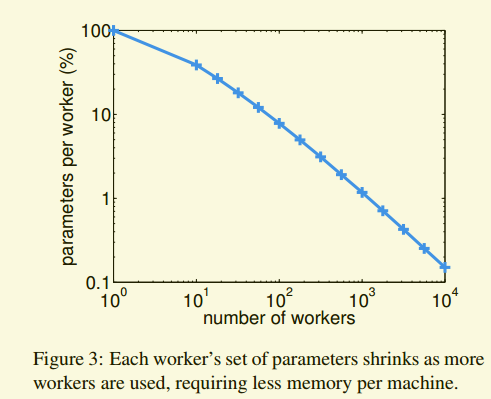 100
10
1
0.1
parameters per worker (%)
10^0 10^1 10^2 10^3 10^4
number of workers
Figure 3: Each worker's set of parameters shrinks as more
workers are used, requiring less memory per machine.